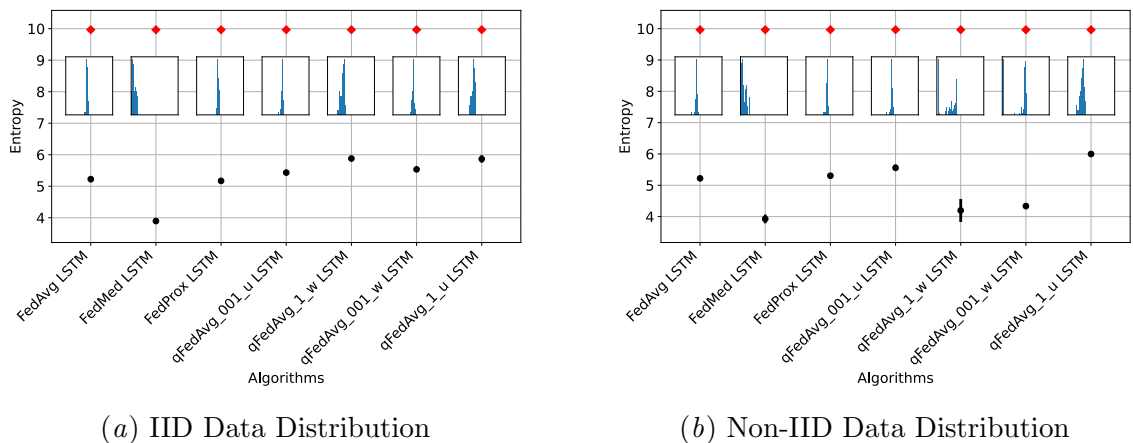 10
9
8
7
6
5
4
Entropy
FedAvg LSTM
FedMed LSTM
FedProx LSTM
qFedAvg_001_u LSTM
qFedAvg_1_w LSTM
qFedAvg_001_w LSTM
qFedAvg_1_u LSTM
Algorithms
(a) IID Data Distribution
10
9
8
7
6
5
4
Entropy
FedAvg LSTM
FedMed LSTM
FedProx LSTM
qFedAvg_001_u LSTM
qFedAvg_1_w LSTM
qFedAvg_001_w LSTM
qFedAvg_1_u LSTM
Algorithms
(b) Non-IID Data Distribution